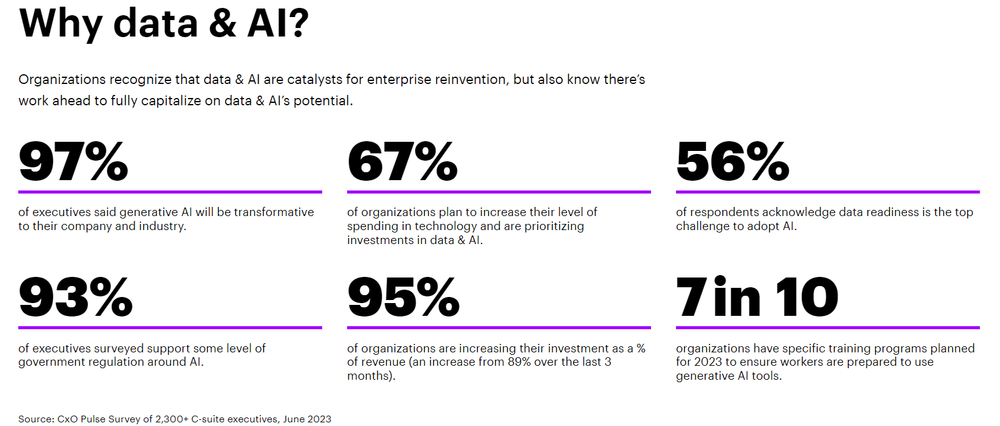 Why data & AI?
Organizations recognize that data & AI are catalysts for enterprise reinvention, but also know there's
work ahead to fully capitalize on data & AI's potential.
97%
of executives said generative AI will be transformative
to their company and industry.
67%
of organizations plan to increase their level of
spending in technology and are prioritizing
investments in data & AI.
56%
of respondents acknowledge data readiness is the top
challenge to adopt AI.
93%
of executives surveyed support some level of
government regulation around AI.
95%
of organizations are increasing their investment as a %
of revenue (an increase from 89% over the last 3
months).
7 in 10
organizations have specific training programs planned
for 2023 to ensure workers are prepared to use
generative AI tools.
Source: CxO Pulse Survey of 2,300+ C-suite executives, June 2023